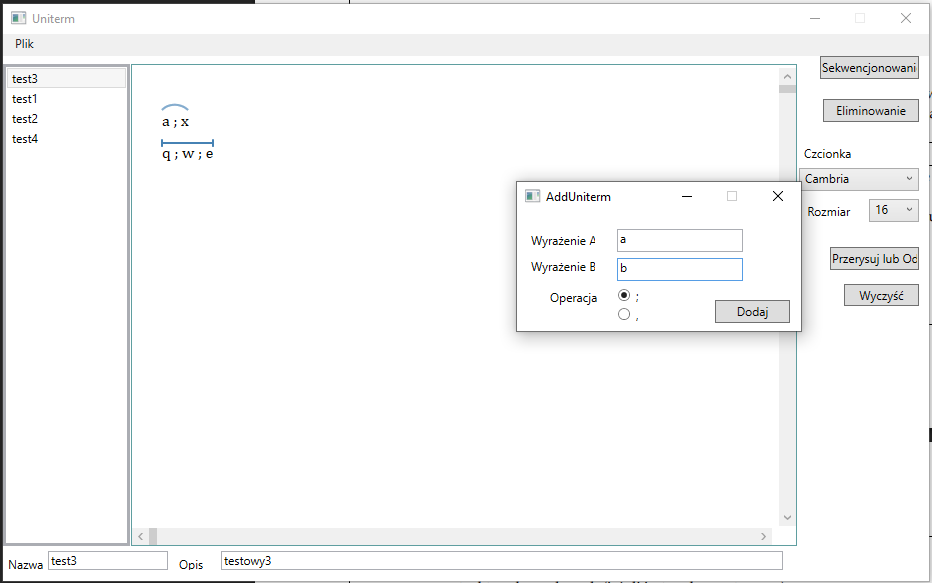 Uniterm
Plik
test3
test1
test2
test4
a ; x
q ; w ; e
Sekwencjonowani
Eliminowanie
Czcionka
Cambria
Rozmiar
16
Przerysuj lub Od
Wyczyść
AddUniterm
Wyrażenie A
a
Wyrażenie B
b
Operacja
;
,
Dodaj
Nazwa
test3
Opis
testowy3